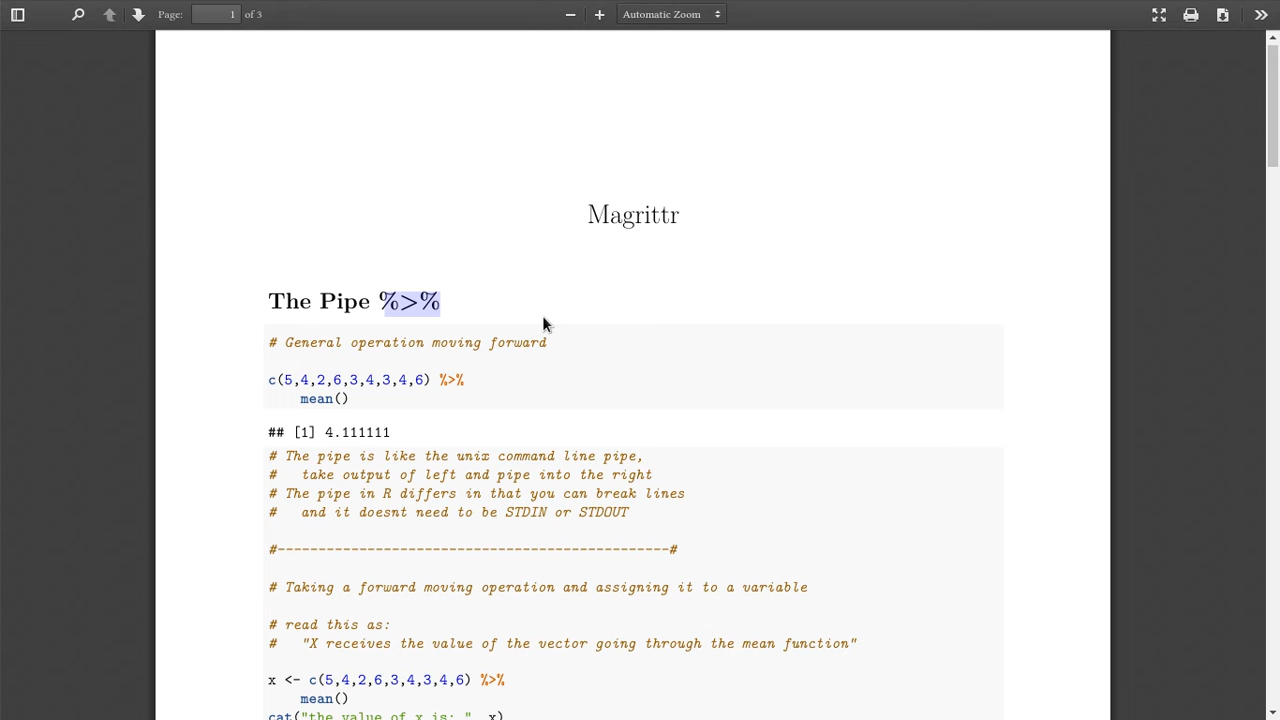 Page: 1 of 3
Automatic Zoom
Magrittr
The Pipe %>%
# General operation moving forward
c(5,4,2,6,3,4,3,4,6) %>%
mean()
## [1] 4.111111
# The pipe is like the unix command line pipe,
#   take output of left and pipe into the right
# The pipe in R differs in that you can break lines
#   and it doesnt need to be STDIN or STDOUT
#------------------------------------------------#
# Taking a forward moving operation and assigning it to a variable
# read this as:
#   "X receives the value of the vector going through the mean function"
x <- c(5,4,2,6,3,4,3,4,6) %>%
mean()
cat("the value of x is: ", x)